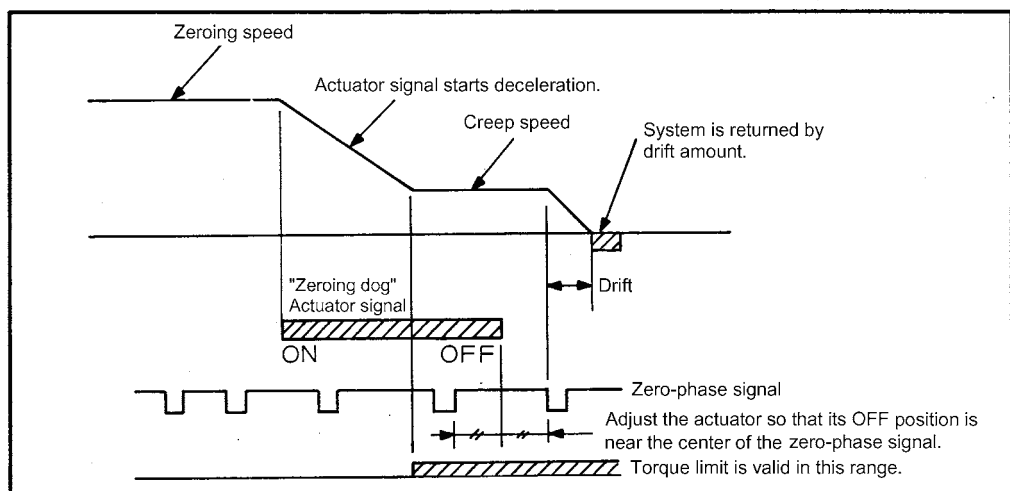 Zeroing speed
Actuator signal starts deceleration.
Creep speed
System is returned by
drift amount.
"Zeroing dog"
Actuator signal
Drift
ON
OFF
Zero-phase signal
Adjust the actuator so that its OFF position is
near the center of the zero-phase signal.
Torque limit is valid in this range.